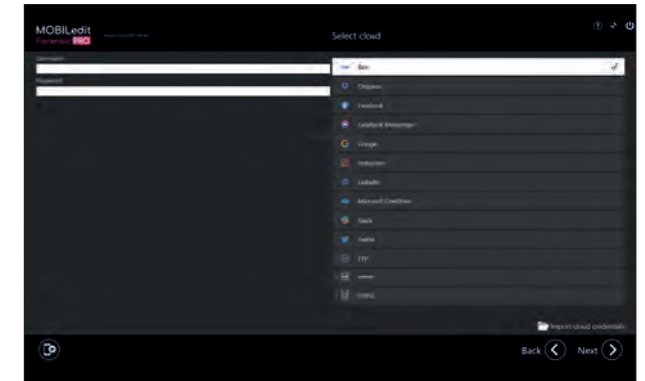 MOBILedit
Forensic PRO
Select cloud
Username
Password
Box
Dropbox
Facebook
Facebook Messenger
Google
Instagram
LinkedIn
Microsoft OneDrive
Slack
Twitter
FTP
Import cloud credentials
Back
Next